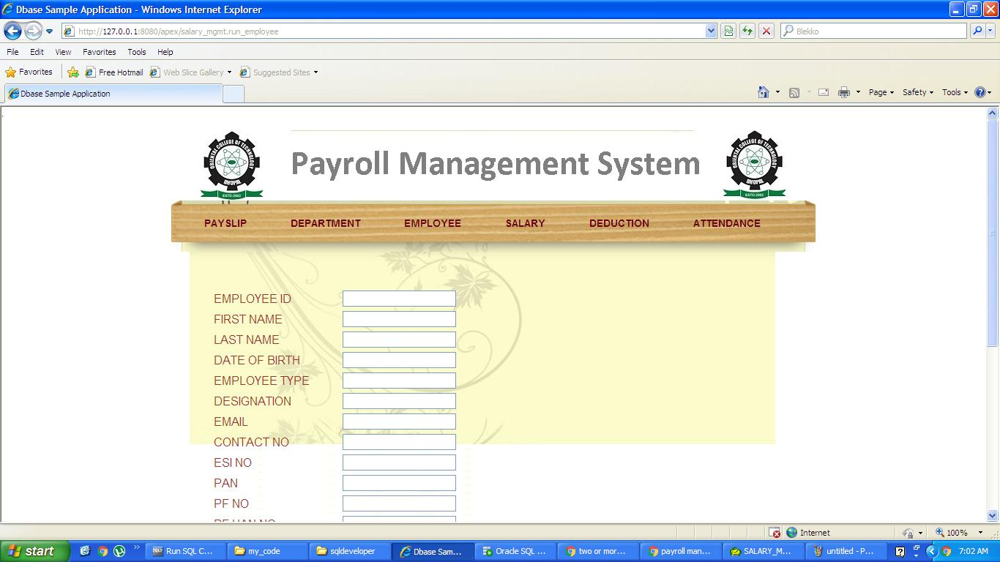 Dbase Sample Application - Windows Internet Explorer
http://127.0.0.1:8080/apex/salary_mgmt.run_employee
Blekko
File Edit View Favorites Tools Help
Favorites Free Hotmail Web Slice Gallery Suggested Sites
Dbase Sample Application
Page Safety Tools
ORIENTAL COLLEGE OF TECHNOLOGY
BHOPAL
ESTD-2002
Payroll Management System
ORIENTAL COLLEGE OF TECHNOLOGY
BHOPAL
ESTD-2002
PAYSLIP DEPARTMENT EMPLOYEE SALARY DEDUCTION ATTENDANCE
EMPLOYEE ID
FIRST NAME
LAST NAME
DATE OF BIRTH
EMPLOYEE TYPE
DESIGNATION
EMAIL
CONTACT NO
ESI NO
PAN
PF NO
Internet 100%
start Run SQL C... my_code sqldeveloper Dbase Sam... Oracle SQL ... two or mor... payroll man... SALARY_M... untitled - P... 7:02 AM